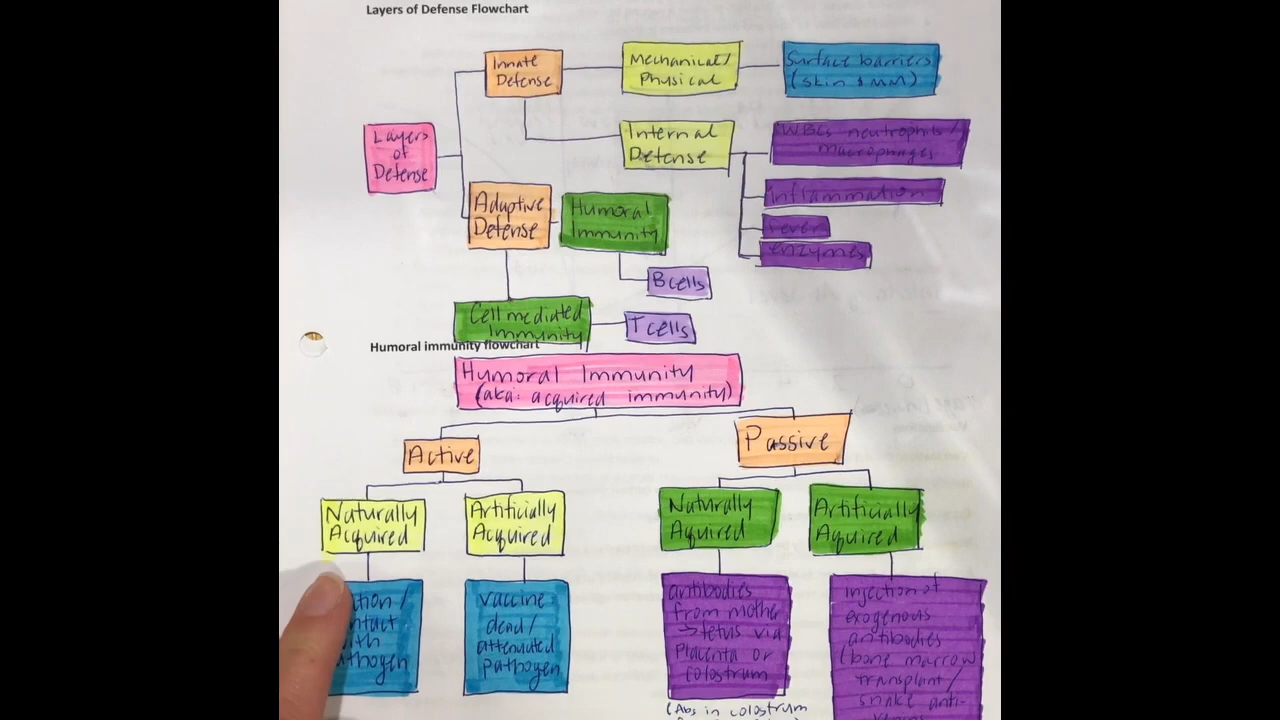 Layers of Defense Flowchart
Innate
Defense
Mechanical/
Physical
Surface barriers
(skin & MM)
Layers
of
Defense
Internal
Defense
WBCs neutrophils/
macrophages
Inflammation
fever
enzymes
Adaptive
Defense
Humoral
Immunity
B cells
Cell mediated
Immunity
T cells
Humoral immunity flowchart
Humoral Immunity
(aka: acquired immunity)
Active
Passive
Naturally
Acquired
Artificially
Acquired
Naturally
Aquired
Artificially
Aquired
with
vaccine
dead/
attenuated
pathogen
antibodies
from mother
→ fetus via
Placenta or
colostrum
(Abs in colostrum
injection of
exogenous
antibodies
(bone marrow
transplant/
snake anti-